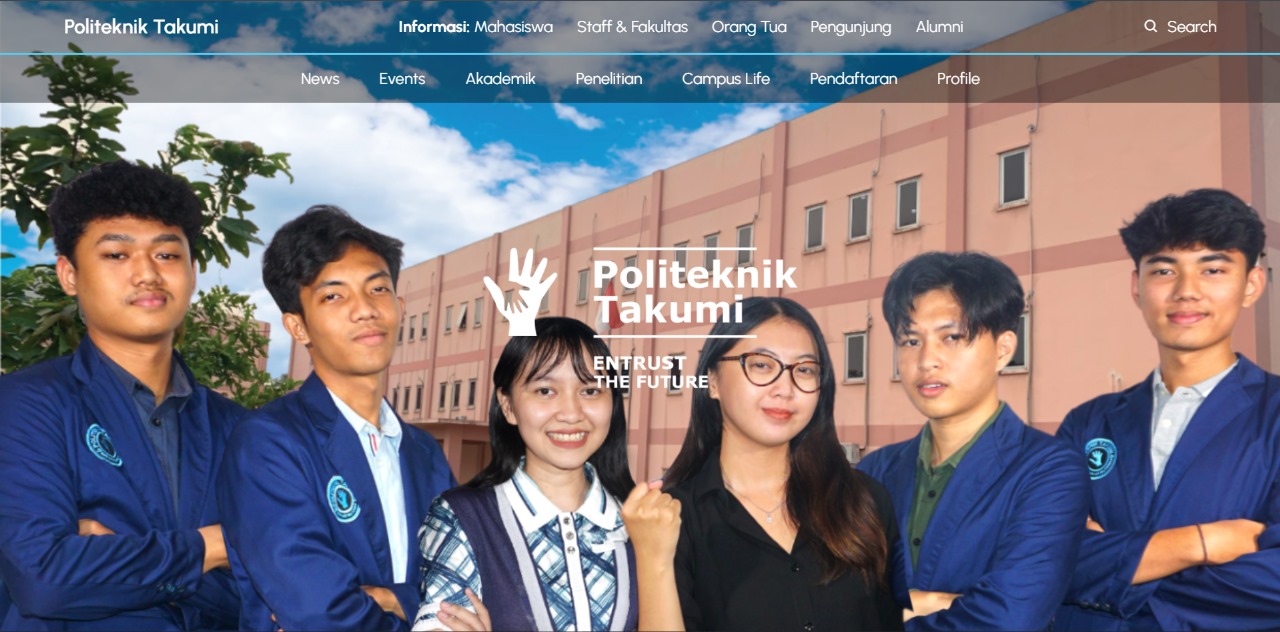 Politeknik Takumi
Informasi: Mahasiswa Staff & Fakultas Orang Tua Pengunjung Alumni
Search
News Events Akademik Penelitian Campus Life Pendaftaran Profile
Politeknik
Takumi
ENTRUST
THE FUTURE